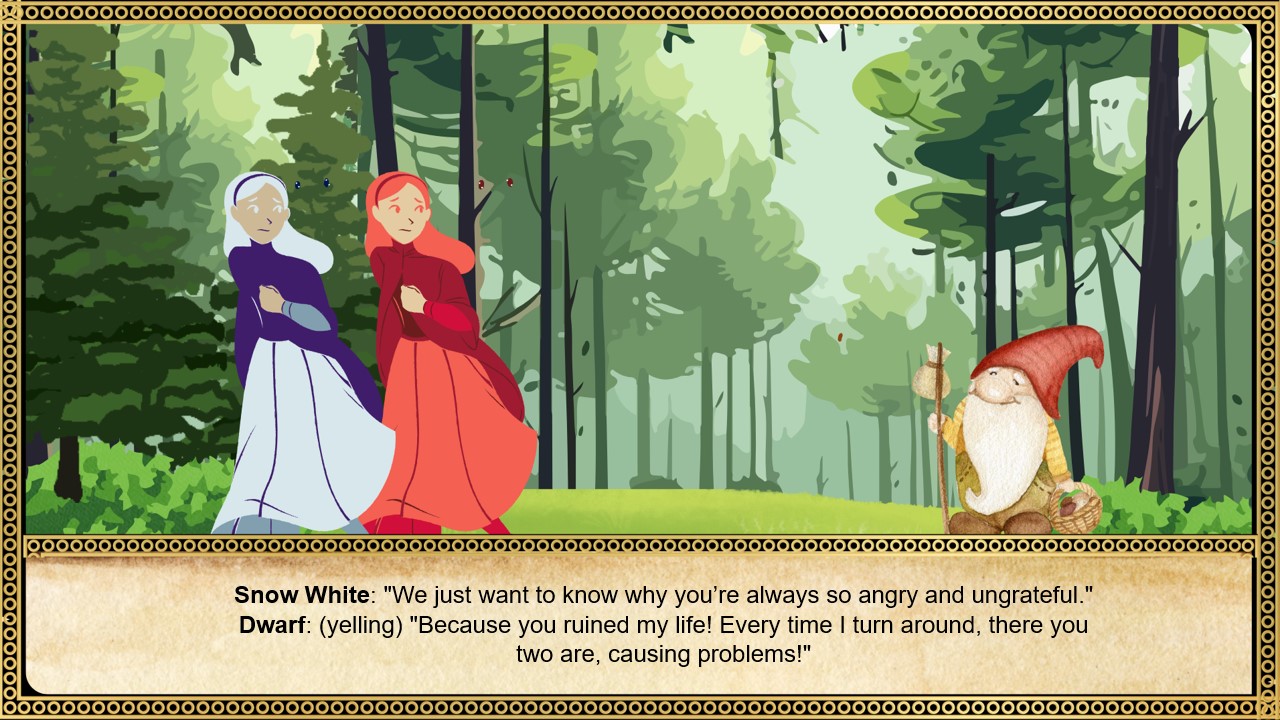 Snow White: "We just want to know why you’re always so angry and ungrateful."
Dwarf: (yelling) "Because you ruined my life! Every time I turn around, there you
two are, causing problems!"